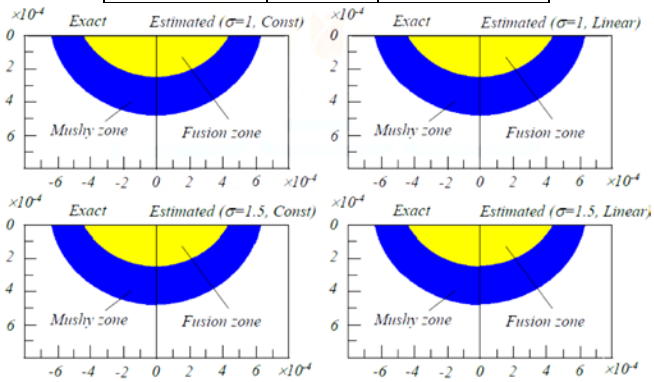 ×10⁻⁴ Exact Estimated (σ=1, Const)
0
2
4
6
Mushy zone Fusion zone
-6 -4 -2 0 2 4 6 ×10⁻⁴
×10⁻⁴ Exact Estimated (σ=1, Linear)
0
2
4
6
Mushy zone Fusion zone
-6 -4 -2 0 2 4 6 ×10⁻⁴
×10⁻⁴ Exact Estimated (σ=1.5, Const)
0
2
4
6
Mushy zone Fusion zone
-6 -4 -2 0 2 4 6 ×10⁻⁴
×10⁻⁴ Exact Estimated (σ=1.5, Linear)
0
2
4
6
Mushy zone Fusion zone
-6 -4 -2 0 2 4 6 ×10⁻⁴